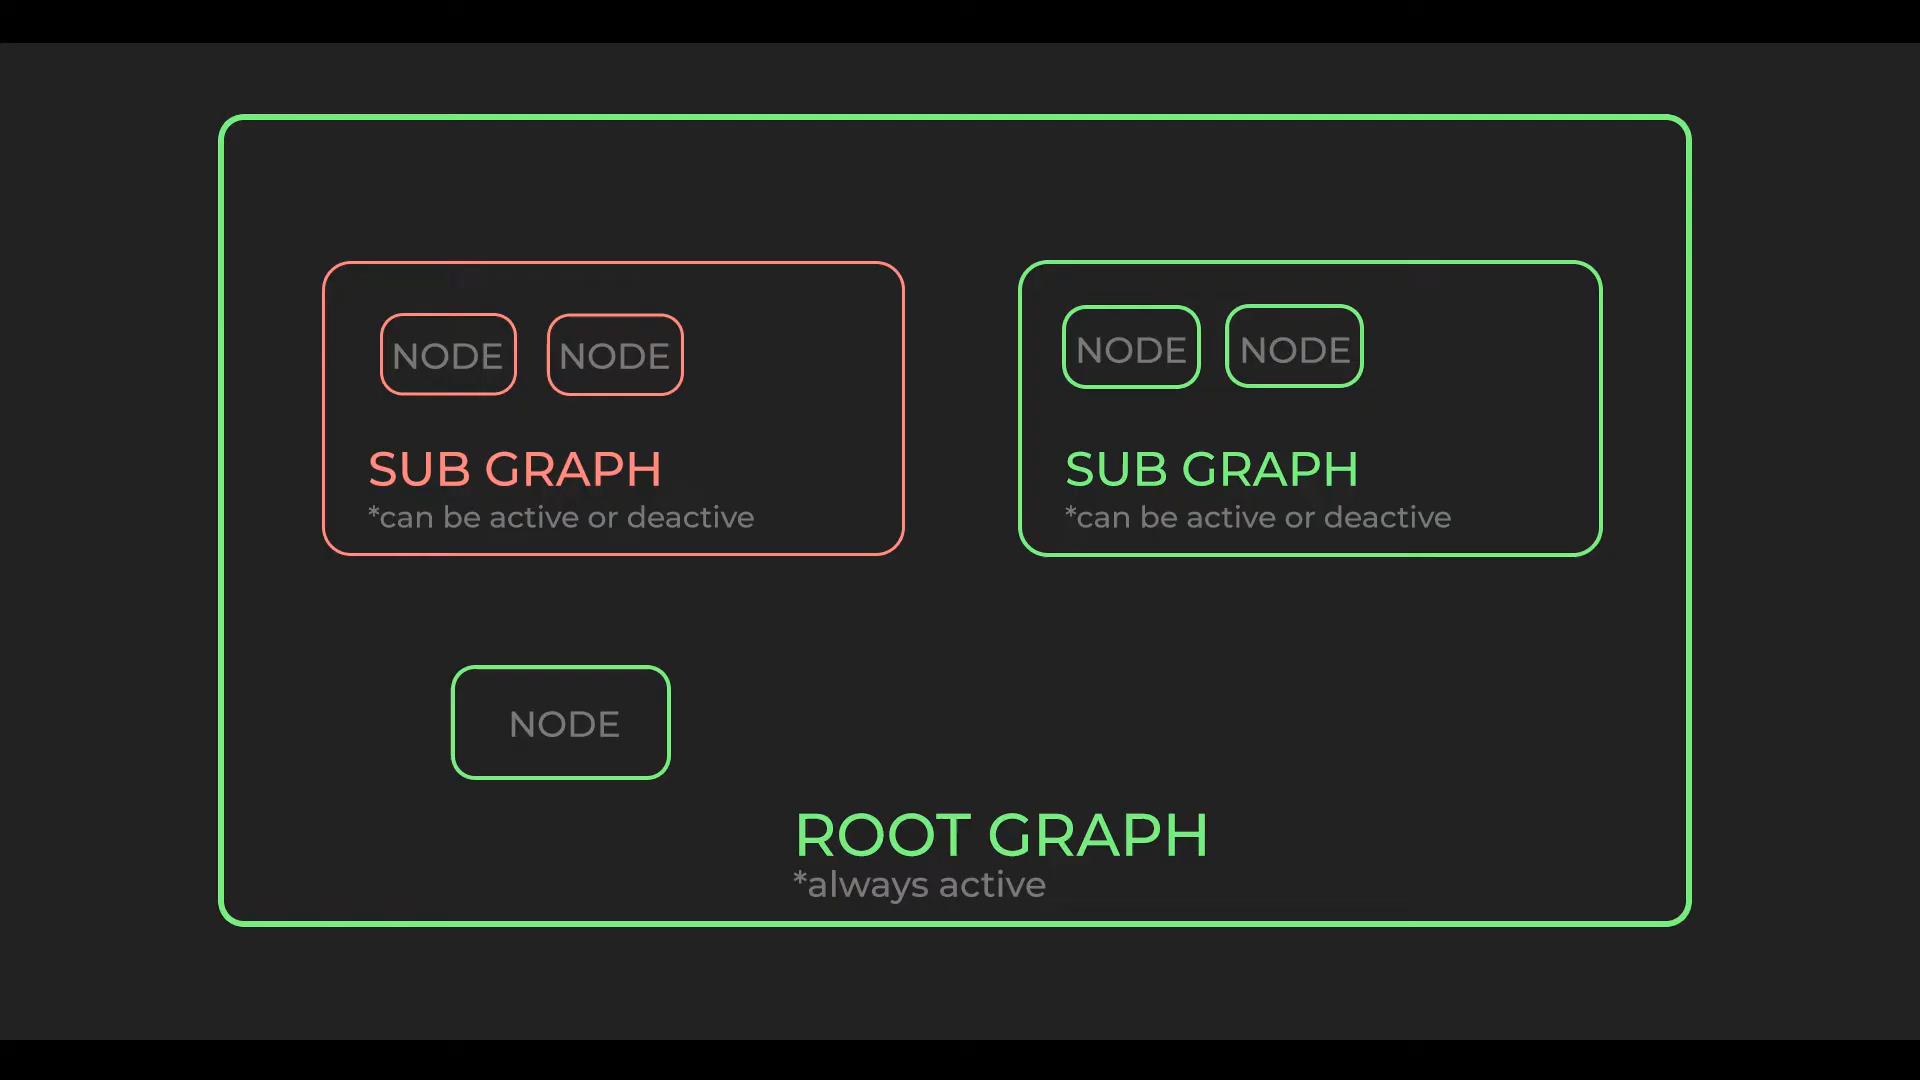 NODE NODE
SUB GRAPH
*can be active or deactive
NODE NODE
SUB GRAPH
*can be active or deactive
NODE
ROOT GRAPH
*always active